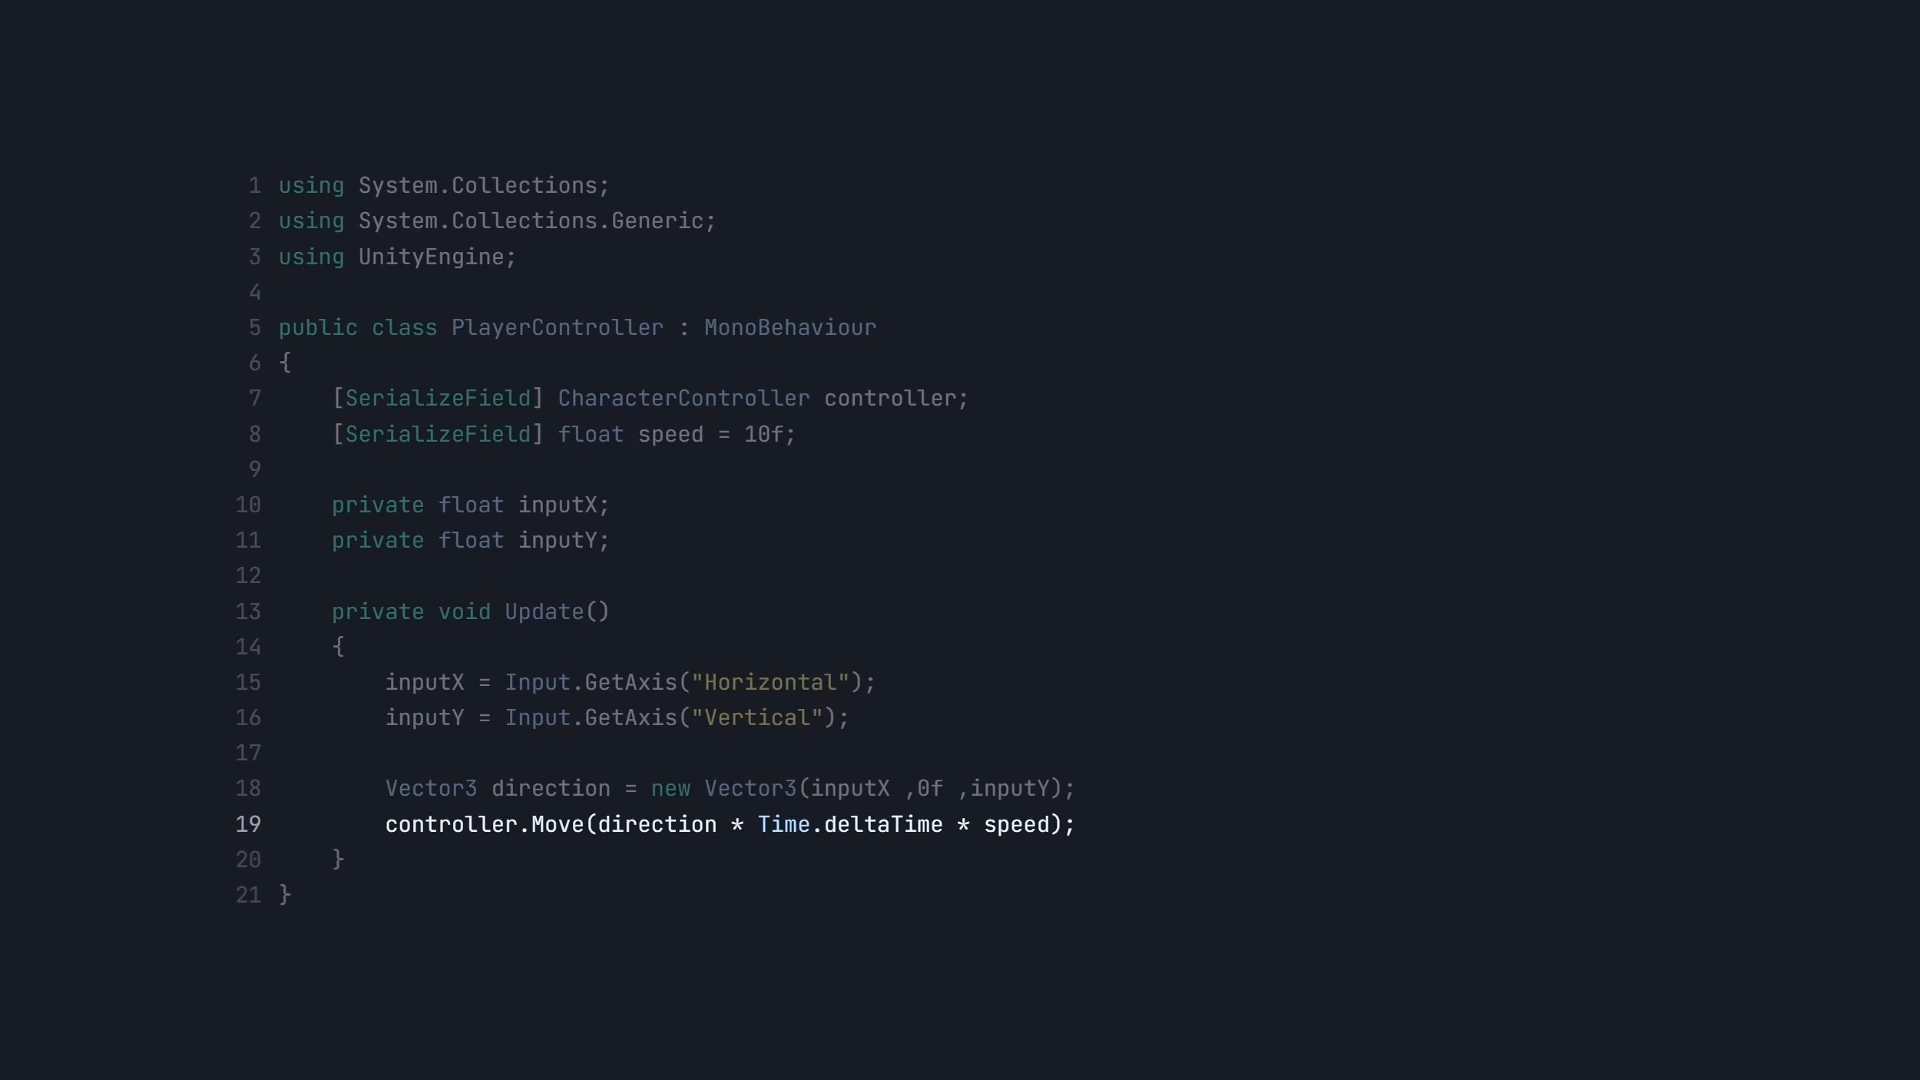 1 using System.Collections;
2 using System.Collections.Generic;
3 using UnityEngine;
4
5 public class PlayerController : MonoBehaviour
6 {
7     [SerializeField] CharacterController controller;
8     [SerializeField] float speed = 10f;
9
10     private float inputX;
11     private float inputY;
12
13     private void Update()
14     {
15         inputX = Input.GetAxis("Horizontal");
16         inputY = Input.GetAxis("Vertical");
17
18         Vector3 direction = new Vector3(inputX ,0f ,inputY);
19         controller.Move(direction * Time.deltaTime * speed);
20     }
21 }